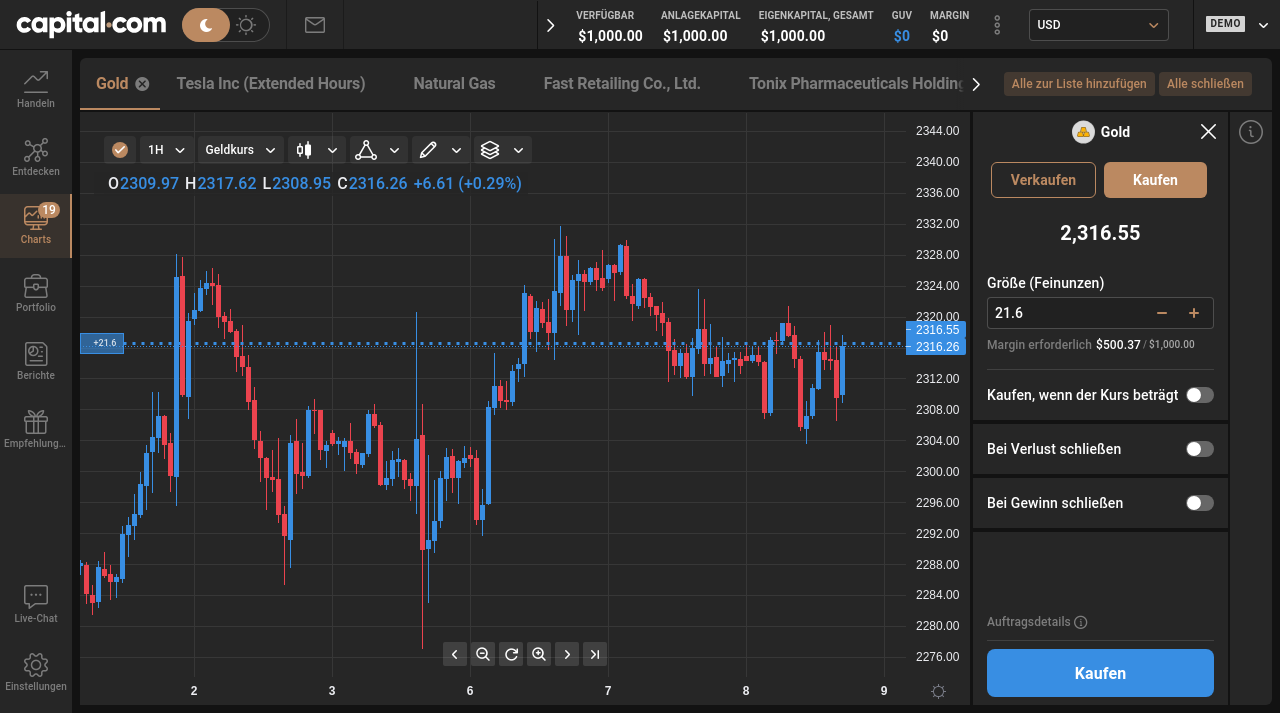 capital.com
VERFÜGBAR
$1,000.00
ANLAGEKAPITAL
$1,000.00
EIGENKAPITAL, GESAMT
$1,000.00
GUV
$0
MARGIN
$0
USD
DEMO
Handeln
Entdecken
19
Charts
Portfolio
Berichte
Empfehlung...
Live-Chat
Einstellungen
Gold
Tesla Inc (Extended Hours)
Natural Gas
Fast Retailing Co., Ltd.
Tonix Pharmaceuticals Holding
Alle zur Liste hinzufügen
Alle schließen
1H
Geldkurs
O2309.97 H2317.62 L2308.95 C2316.26 +6.61 (+0.29%)
+21.6
2344.00
2340.00
2336.00
2332.00
2328.00
2324.00
2320.00
2316.55
2316.26
2312.00
2308.00
2304.00
2300.00
2296.00
2292.00
2288.00
2284.00
2280.00
2276.00
2
3
6
7
8
9
Gold
Verkaufen
Kaufen
2,316.55
Größe (Feinunzen)
21.6
Margin erforderlich $500.37 / $1,000.00
Kaufen, wenn der Kurs beträgt
Bei Verlust schließen
Bei Gewinn schließen
Auftragsdetails
Kaufen